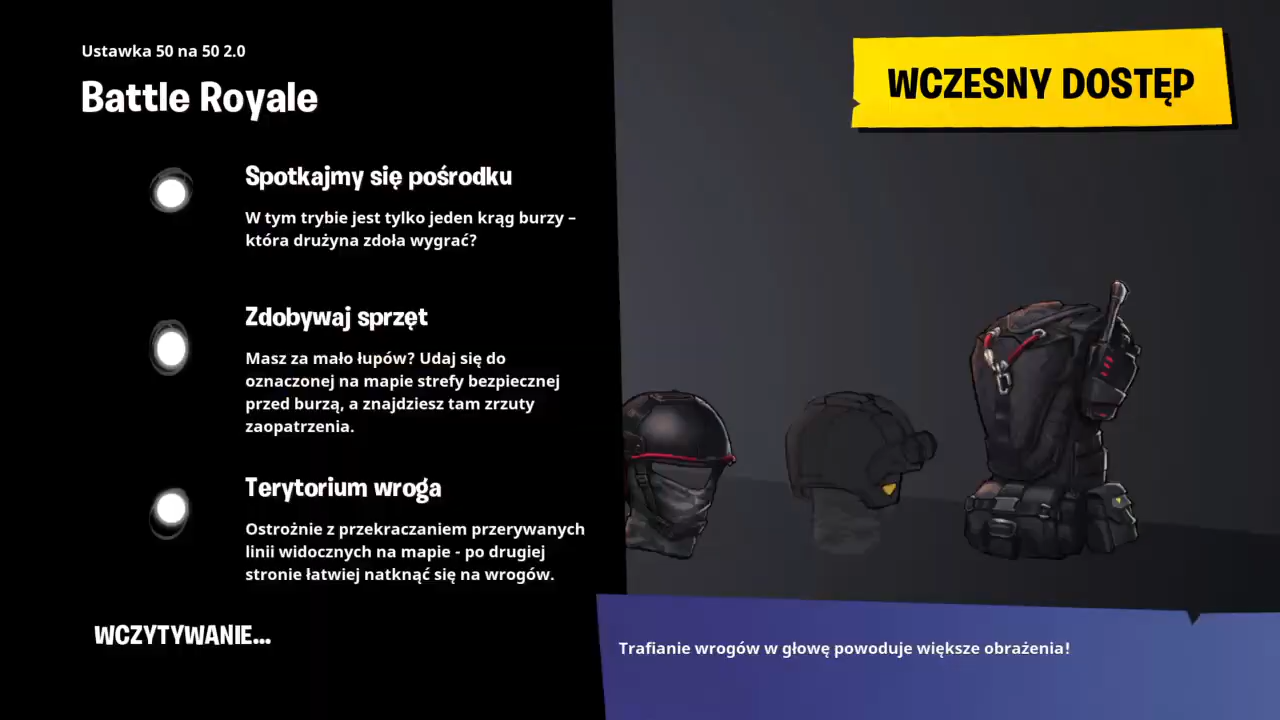 Ustawka 50 na 50 2.0
Battle Royale
WCZESNY DOSTĘP
Spotkajmy się pośrodku
W tym trybie jest tylko jeden krąg burzy –
która drużyna zdoła wygrać?
Zdobywaj sprzęt
Masz za mało łupów? Udaj się do
oznaczonej na mapie strefy bezpiecznej
przed burzą, a znajdziesz tam zrzuty
zaopatrzenia.
Terytorium wroga
Ostrożnie z przekraczaniem przerywanych
linii widocznych na mapie - po drugiej
stronie łatwiej natknąć się na wrogów.
WCZYTYWANIE...
Trafianie wrogów w głowę powoduje większe obrażenia!